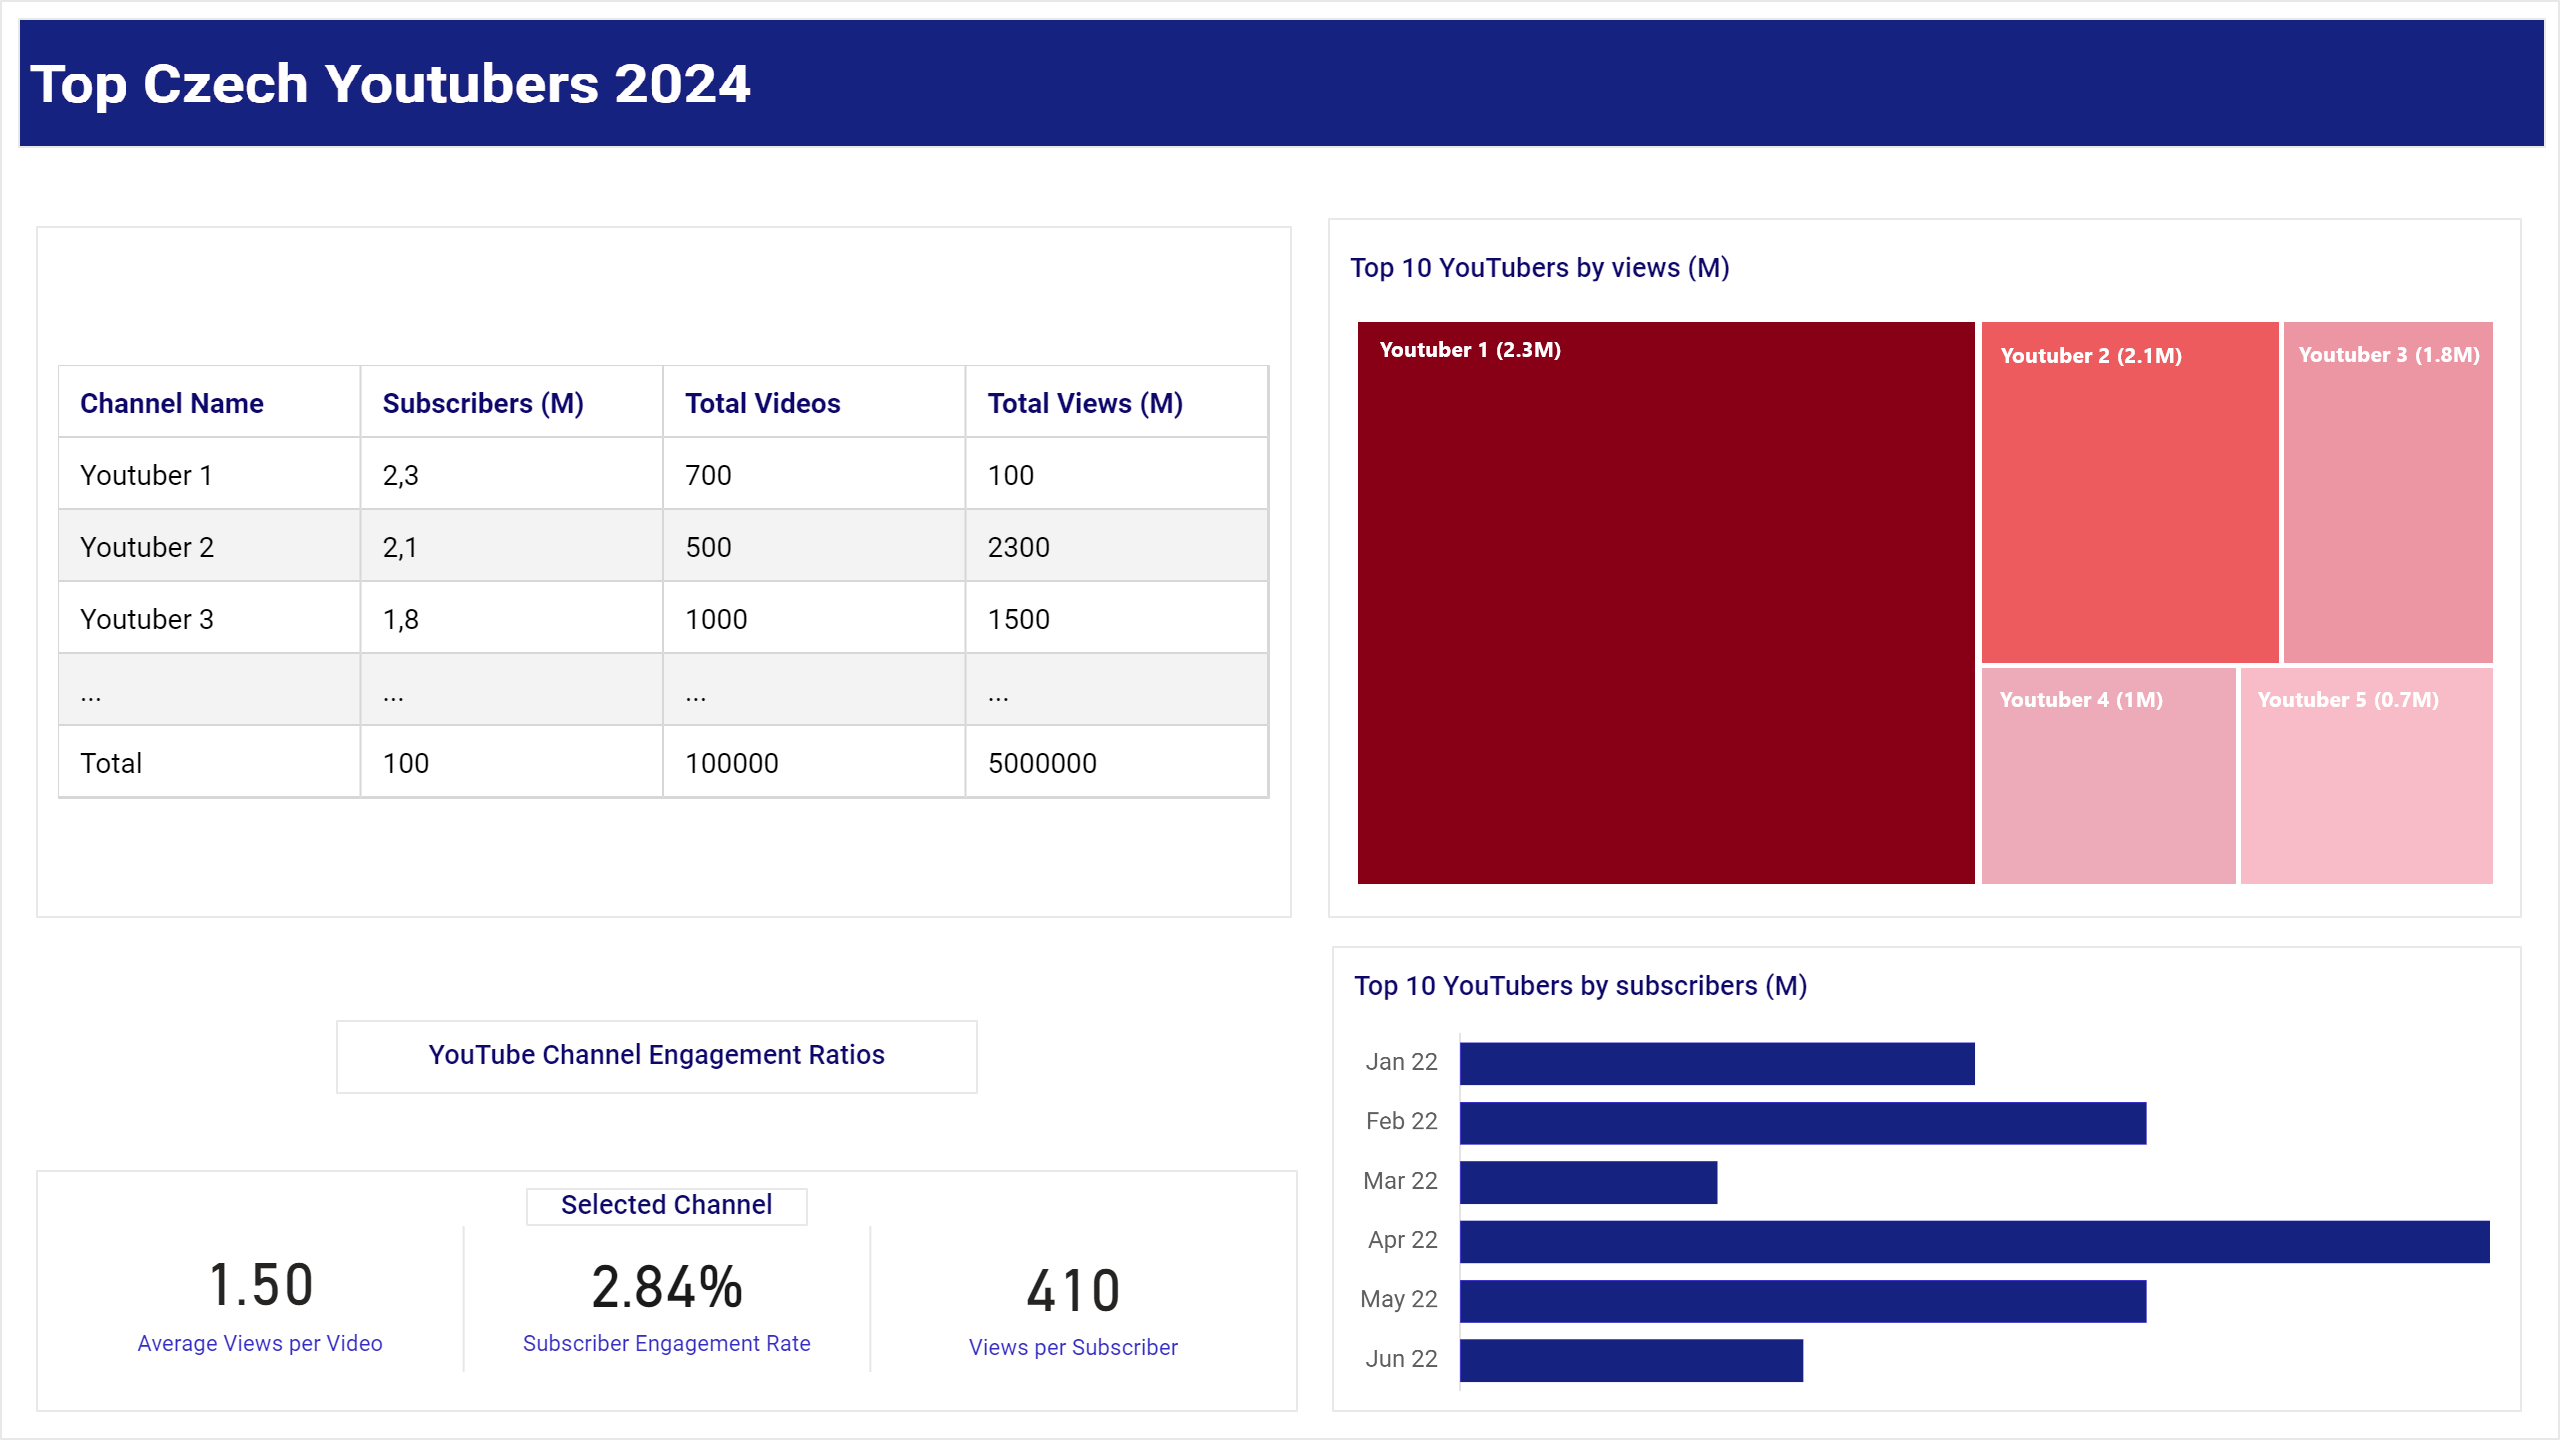 Top Czech Youtubers 2024
Channel Name Subscribers (M) Total Videos Total Views (M)
Youtuber 1 2,3 700 100
Youtuber 2 2,1 500 2300
Youtuber 3 1,8 1000 1500
... ... ... ...
Total 100 100000 5000000
Top 10 YouTubers by views (M)
Youtuber 1 (2.3M)
Youtuber 2 (2.1M)
Youtuber 3 (1.8M)
Youtuber 4 (1M)
Youtuber 5 (0.7M)
YouTube Channel Engagement Ratios
Selected Channel
1.50
Average Views per Video
2.84%
Subscriber Engagement Rate
410
Views per Subscriber
Top 10 YouTubers by subscribers (M)
Jan 22
Feb 22
Mar 22
Apr 22
May 22
Jun 22